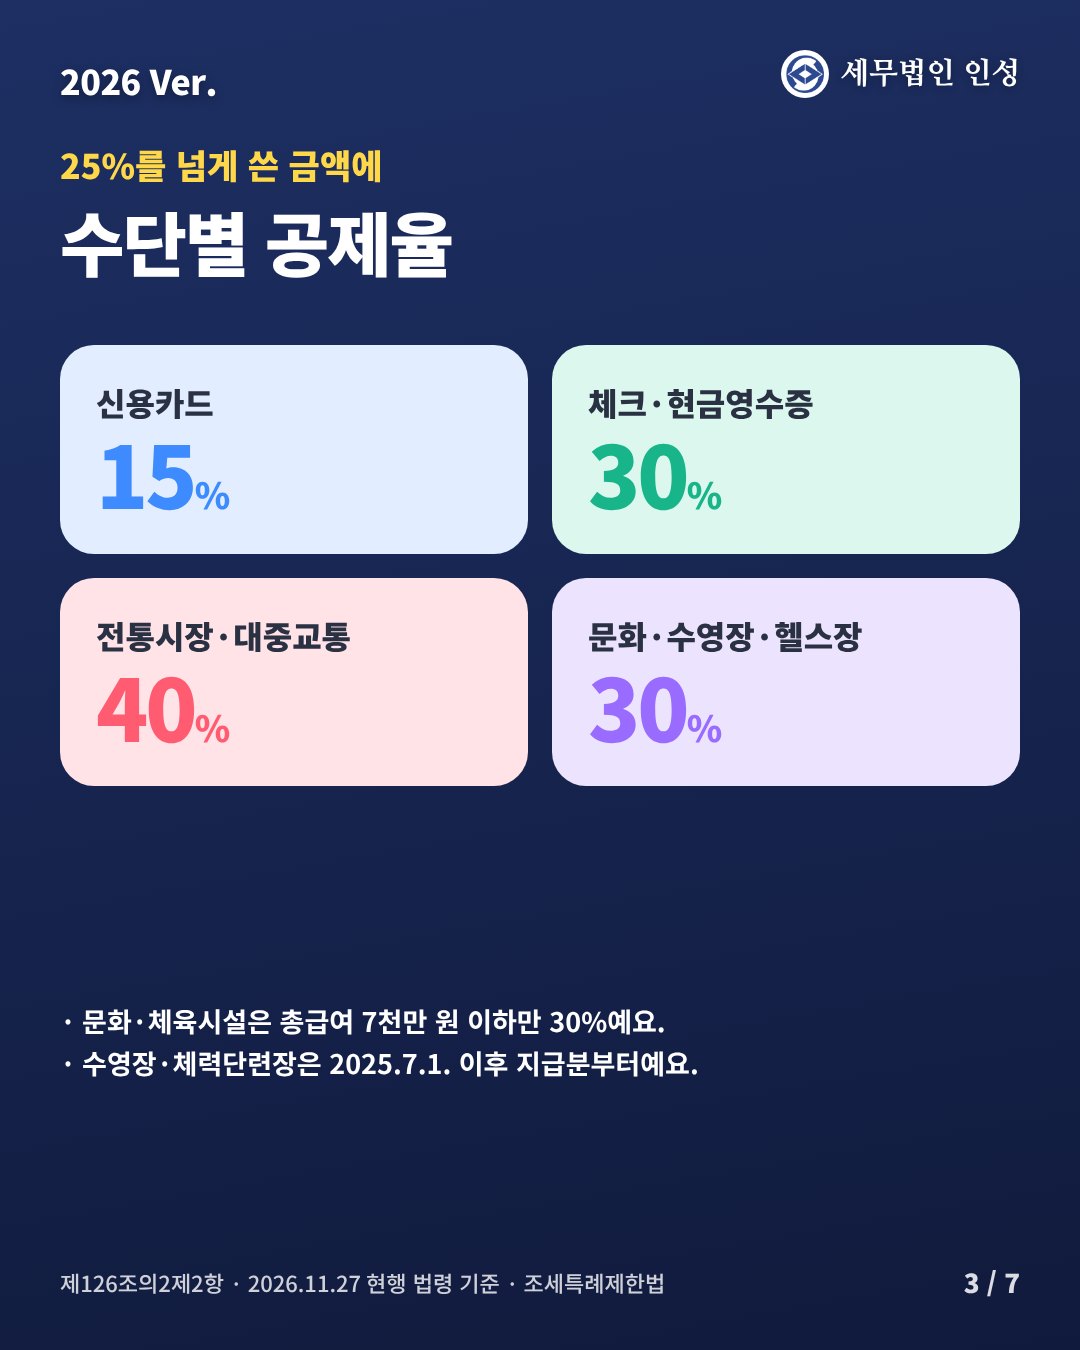 2026 Ver.
세무법인 인성
25%를 넘게 쓴 금액에
수단별 공제율
신용카드
15%
체크·현금영수증
30%
전통시장·대중교통
40%
문화·수영장·헬스장
30%
· 문화·체육시설은 총급여 7천만 원 이하만 30%예요.
· 수영장·체력단련장은 2025.7.1. 이후 지급분부터예요.
제126조의2제2항 · 2026.11.27 현행 법령 기준 · 조세특례제한법
3 / 7